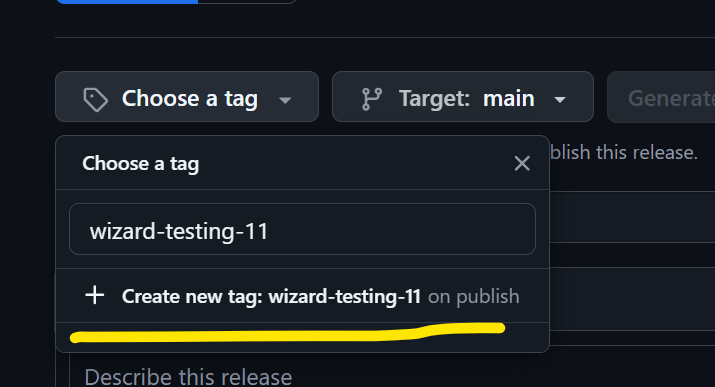 Choose a tag
Target: main
Generate
Choose a tag
blish this release.
wizard-testing-11
Create new tag: wizard-testing-11 on publish
Describe this release